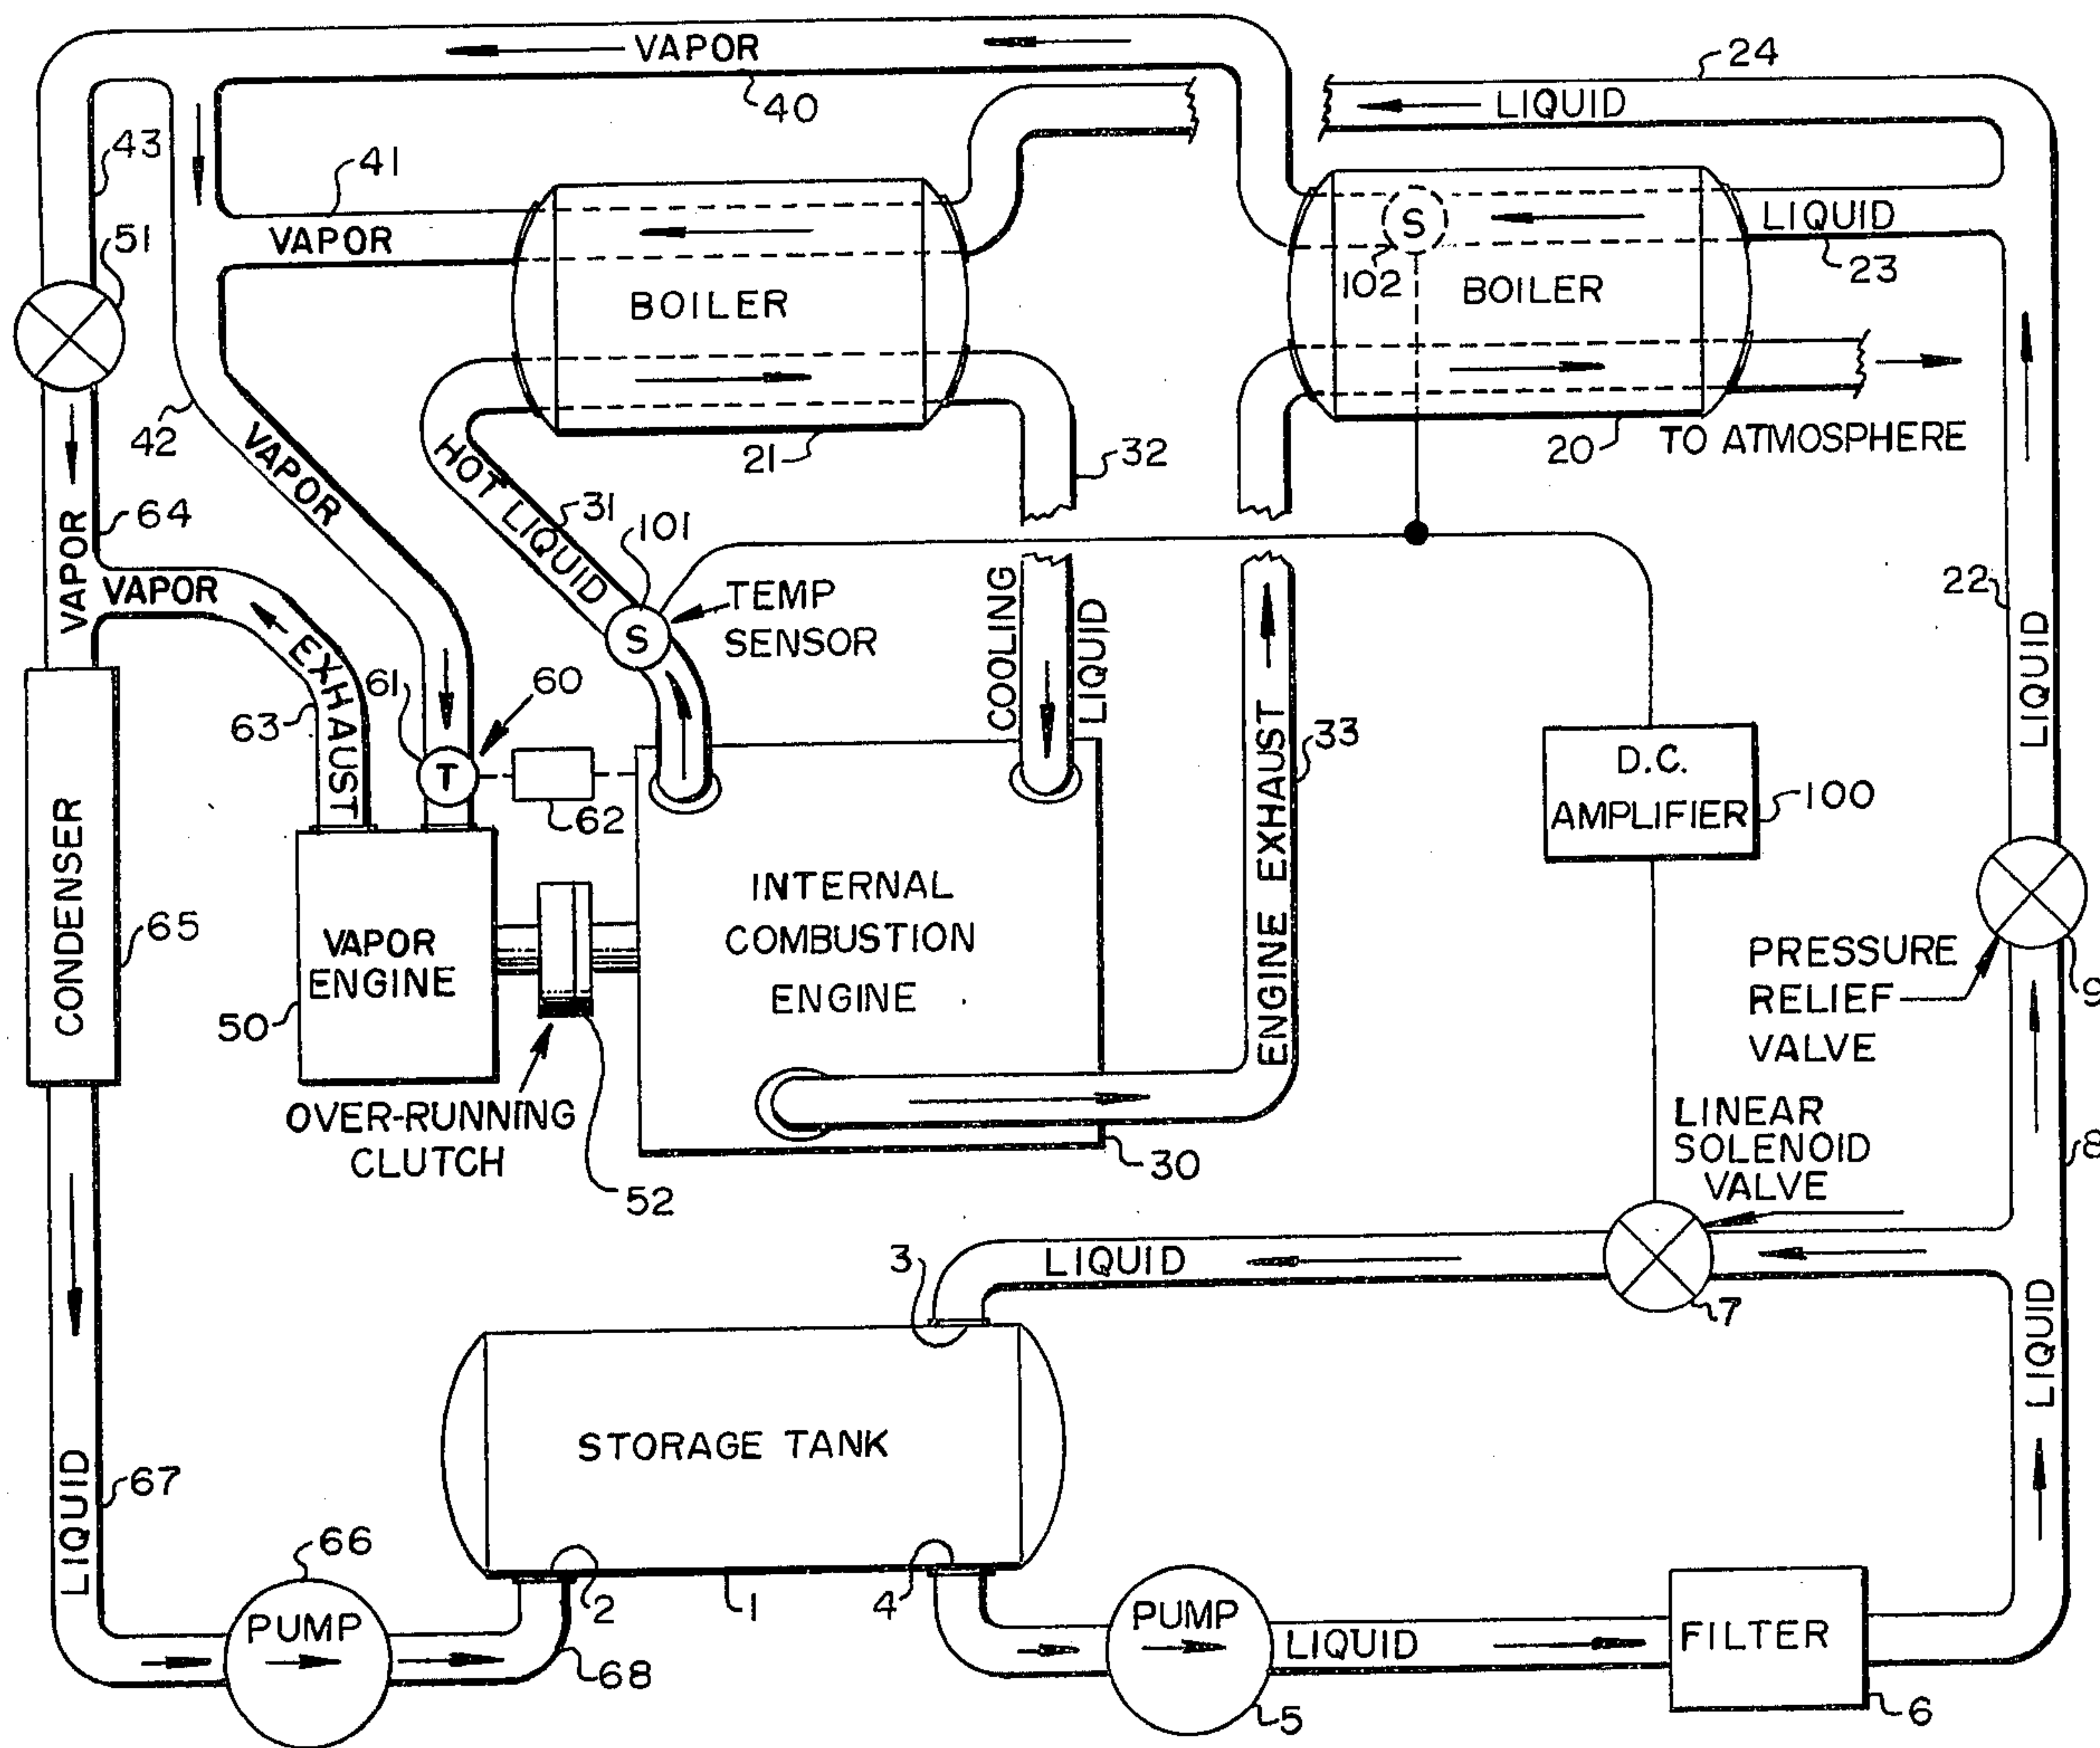 VAPOR
24
LIQUID
40
43
41
VAPOR
51
S
LIQUID
102
BOILER
BOILER
23
42
VAPOR
21
20
TO ATMOSPHERE
32
HOT LIQUID
31
101
64
VAPOR
VAPOR
TEMP
SENSOR
S
COOLING
LIQUID
22
LIQUID
EXHAUST
63
61
60
T
62
ENGINE EXHAUST
33
D.C.
AMPLIFIER
100
CONDENSER
65
VAPOR
ENGINE
50
INTERNAL
COMBUSTION
ENGINE
PRESSURE
RELIEF
VALVE
9
OVER-RUNNING
CLUTCH
52
30
LINEAR
SOLENOID
VALVE
8
3
LIQUID
7
LIQUID
STORAGE TANK
LIQUID
67
66
2
1
4
PUMP
68
PUMP
LIQUID
5
FILTER
6